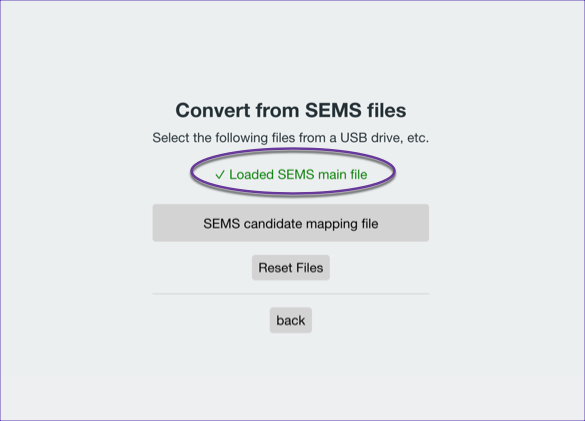 Convert from SEMS files
Select the following files from a USB drive, etc.
✓ Loaded SEMS main file
SEMS candidate mapping file
Reset Files
back